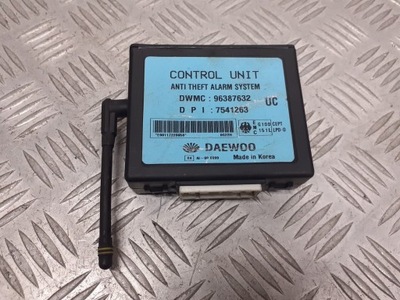 CONTROL UNIT
ANTI THEFT ALARM SYSTEM
DWMC : 96387632 UC
D P I : 7541263
DAEWOO
Made in Korea